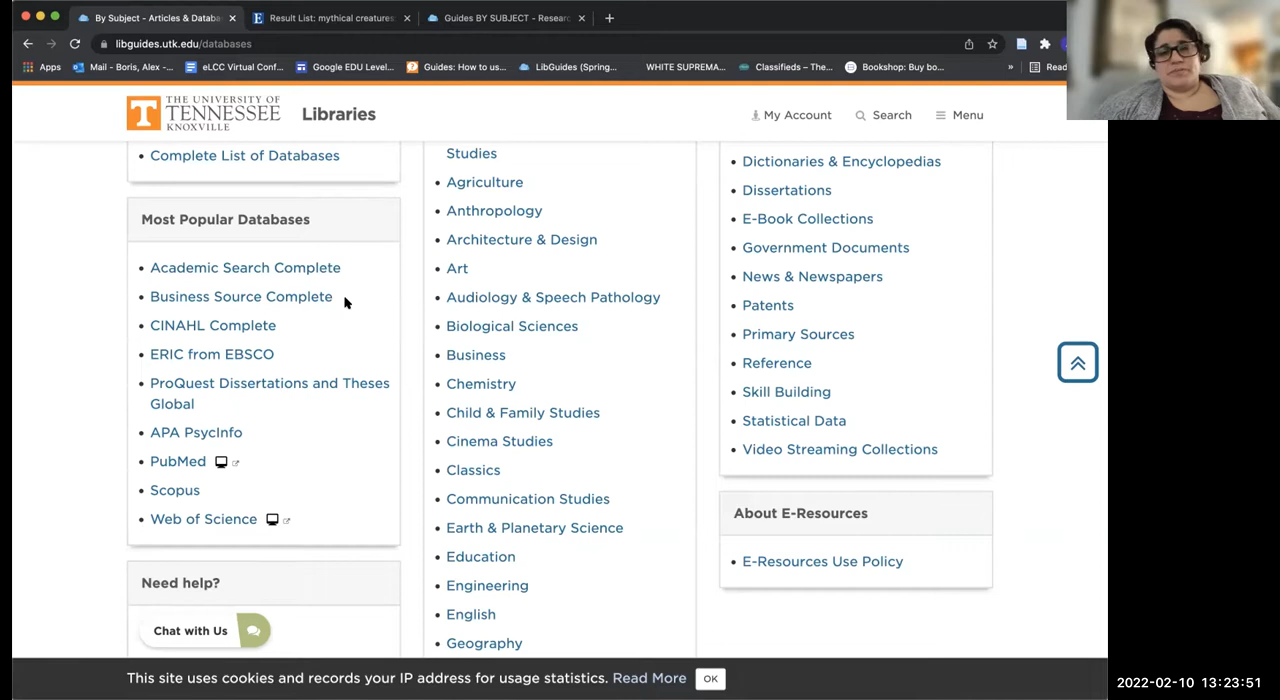 By Subject - Articles & Databa
Result List: mythical creatures
Guides BY SUBJECT - Researc
libguides.utk.edu/databases
Apps
Mail - Boris, Alex -...
eLCC Virtual Conf...
Google EDU Level...
Guides: How to us...
LibGuides (Spring...
WHITE SUPREMA...
Classifieds – The...
Bookshop: Buy bo...
»
Read
THE UNIVERSITY OF
TENNESSEE
KNOXVILLE
Libraries
My Account
Search
Menu
Complete List of Databases
Most Popular Databases
Academic Search Complete
Business Source Complete
CINAHL Complete
ERIC from EBSCO
ProQuest Dissertations and Theses
Global
APA PsycInfo
PubMed
Scopus
Web of Science
Need help?
Chat with Us
Studies
Agriculture
Anthropology
Architecture & Design
Art
Audiology & Speech Pathology
Biological Sciences
Business
Chemistry
Child & Family Studies
Cinema Studies
Classics
Communication Studies
Earth & Planetary Science
Education
Engineering
English
Geography
Dictionaries & Encyclopedias
Dissertations
E-Book Collections
Government Documents
News & Newspapers
Patents
Primary Sources
Reference
Skill Building
Statistical Data
Video Streaming Collections
About E-Resources
E-Resources Use Policy
This site uses cookies and records your IP address for usage statistics. Read More OK
2022-02-10 13:23:51